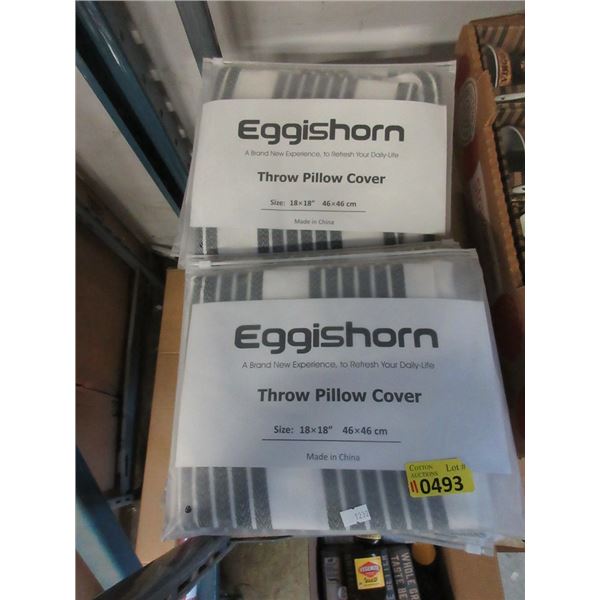 Eggishorn
A Brand New Experience, to Refresh Your Daily-Life
Throw Pillow Cover
Size: 18×18" 46×46 cm
Made in China
Eggishorn
A Brand New Experience, to Refresh Your Daily-Life
Throw Pillow Cover
Size: 18×18" 46×46 cm
Made in China
COTTON AUCTIONS Lot #
0493
WHOLE
TASTE